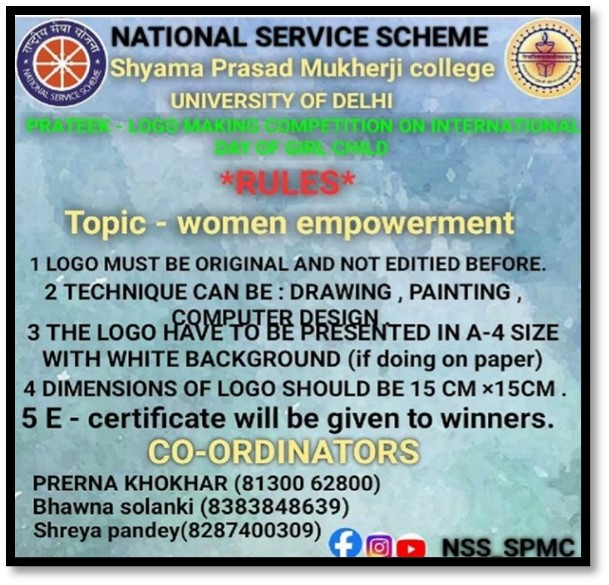 राष्ट्रीय सेवा योजना
NATIONAL SERVICE SCHEME
NATIONAL SERVICE SCHEME
Shyama Prasad Mukherji college
UNIVERSITY OF DELHI
PRATEEK - LOGO MAKING COMPETITION ON INTERNATIONAL
DAY OF GIRL CHILD
*RULES*
Topic - women empowerment
1 LOGO MUST BE ORIGINAL AND NOT EDITIED BEFORE.
2 TECHNIQUE CAN BE : DRAWING , PAINTING ,
COMPUTER DESIGN .
3 THE LOGO HAVE TO BE PRESENTED IN A-4 SIZE
WITH WHITE BACKGROUND (if doing on paper)
4 DIMENSIONS OF LOGO SHOULD BE 15 CM ×15CM .
5 E - certificate will be given to winners.
CO-ORDINATORS
PRERNA KHOKHAR (81300 62800)
Bhawna solanki (8383848639)
Shreya pandey(8287400309)
NSS_SPMC